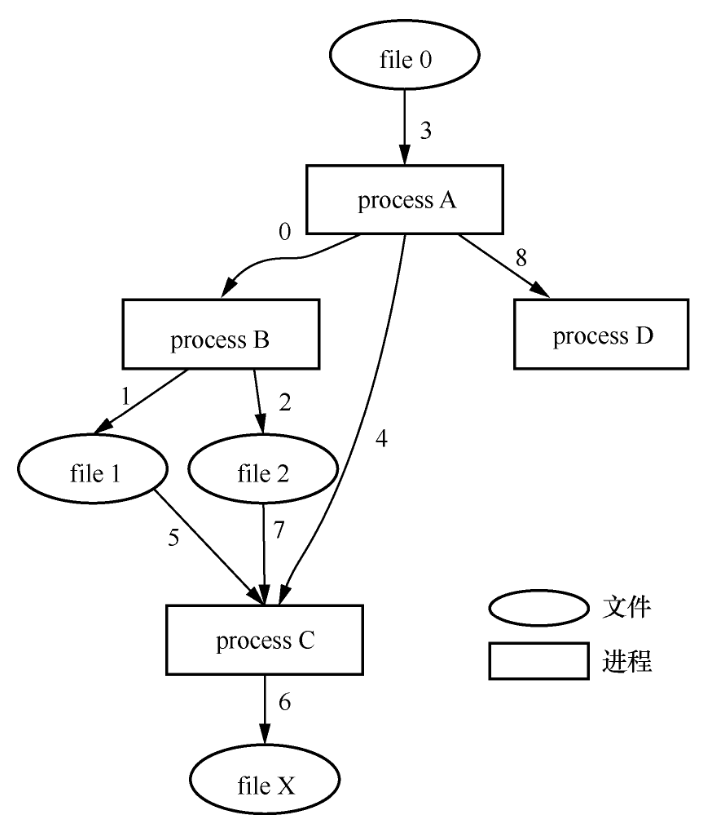 file 0
3
process A
0
8
process B
process D
1
2
4
file 1
file 2
5
7
process C
6
file X
文件
进程